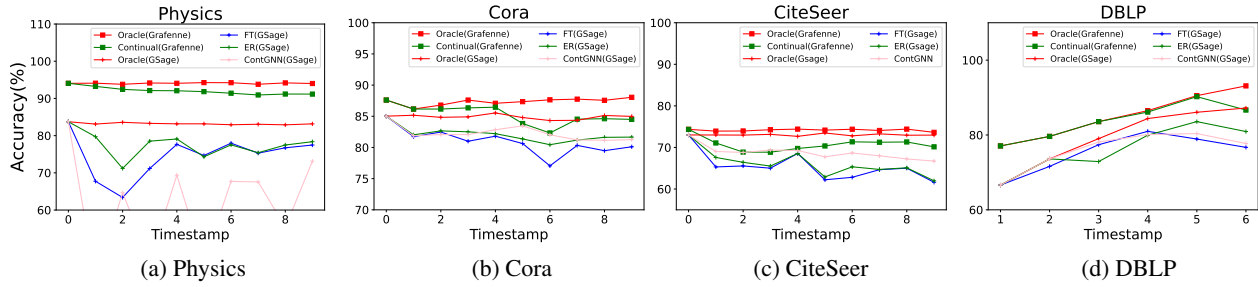 Physics
Accuracy(%)
110
100
90
80
70
60
Oracle(Grafenne)
Continual(Grafenne)
Oracle(GSage)
FT(GSage)
ER(GSage)
ContGNN(GSage)
0 2 4 6 8
Timestamp
(a) Physics
Cora
100
95
90
85
80
75
70
Oracle(Grafenne)
Continual(Grafenne)
Oracle(GSage)
FT(GSage)
ER(GSage)
ContGNN(GSage)
0 2 4 6 8
Timestamp
(b) Cora
CiteSeer
100
90
80
70
60
Oracle(Grafenne)
Continual(Grafenne)
Oracle(Gsage)
FT(Gsage)
ER(Gsage)
ContGNN
0 2 4 6 8
Timestamp
(c) CiteSeer
DBLP
100
80
60
Oracle(Grafenne)
Continual(Grafenne)
Oracle(GSage)
FT(GSage)
ER(GSage)
ContGNN(GSage)
1 2 3 4 5 6
Timestamp
(d) DBLP